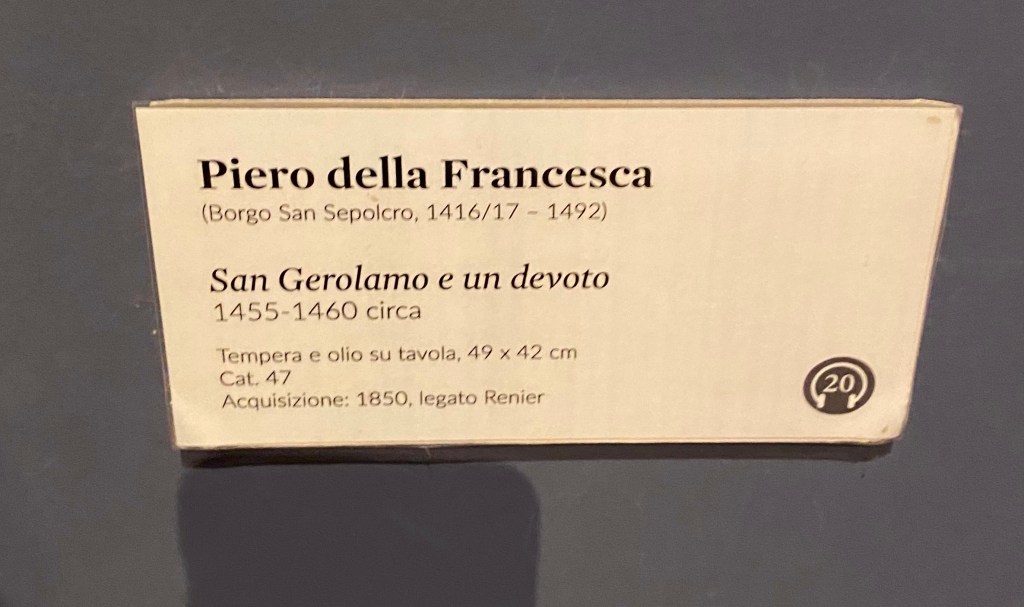 Piero della Francesca
(Borgo San Sepolcro, 1416/17 – 1492)
San Gerolamo e un devoto
1455-1460 circa
Tempera e olio su tavola, 49 x 42 cm
Cat. 47
Acquisizione: 1850, legato Renier
20